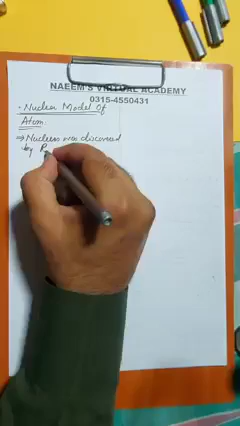 NAEEM'S VIRTUAL ACADEMY
0315-4550431
· Nuclear Model Of
Atom.
⇒ Nucleus was discovered
by R